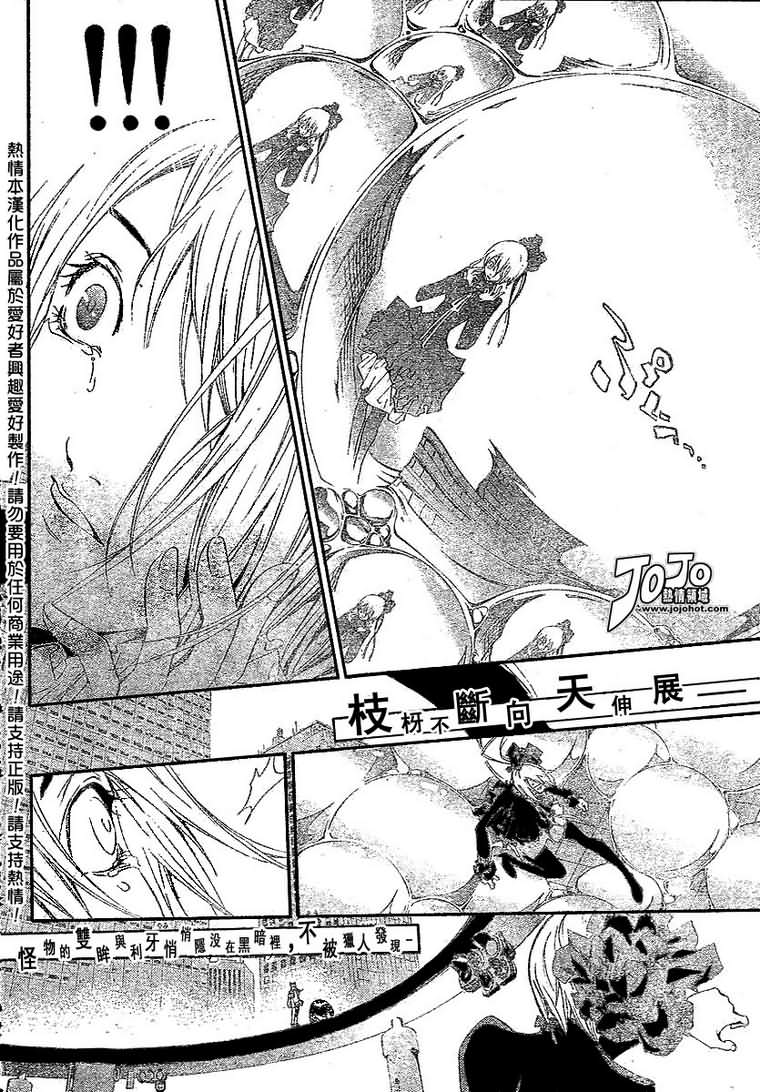 !!!
熱情本漢化作品屬於愛好者興趣愛好製作!請勿要用於任何商業用途!請支持正版!請支持熱情!
JOJO
熱情領域
www.jojohot.com
枝枒不斷向天伸展——
怪物的雙眸與利牙悄悄隱没在黑暗裡,不被獵人發現–